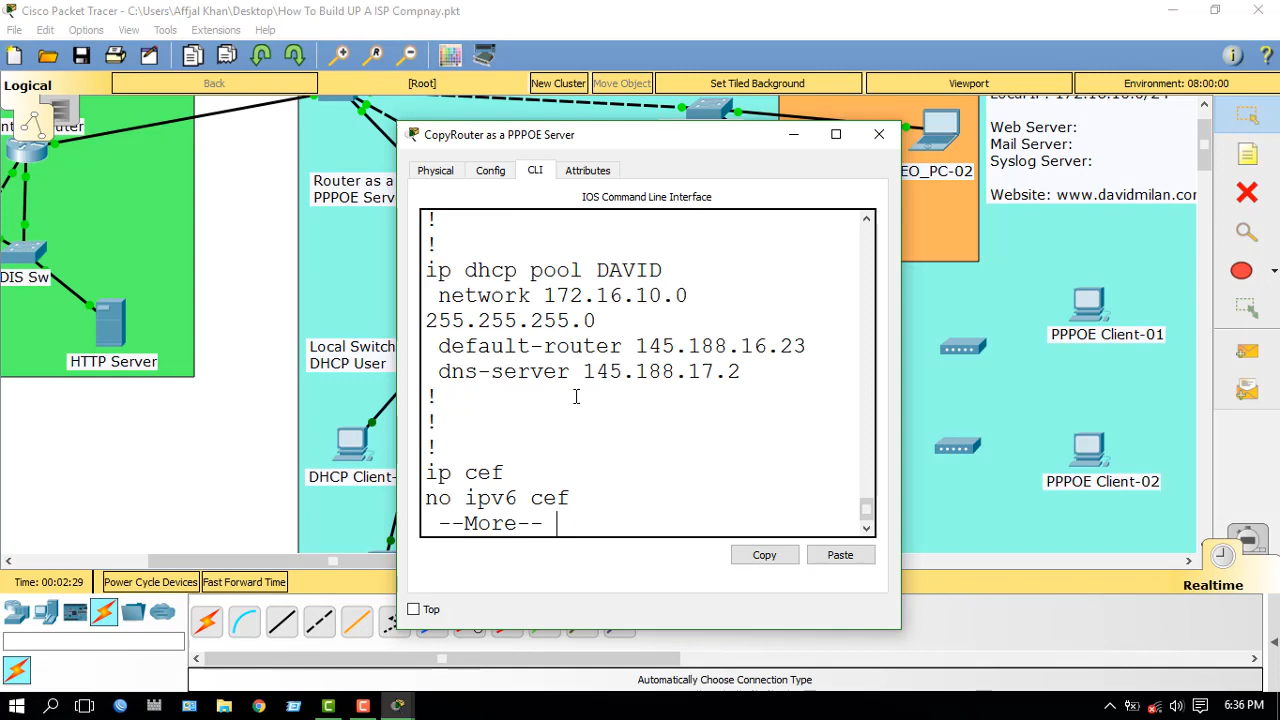 Cisco Packet Tracer - C:\Users\Affjal Khan\Desktop\How To Build UP A ISP Compnay.pkt
File Edit Options View Tools Extensions Help
Logical
Back
[Root]
New Cluster
Move Object
Set Tiled Background
Viewport
Environment: 08:00:00
Router as a
PPPOE Serv
DIS Sw
HTTP Server
Local Switch
DHCP User
DHCP Client-
CopyRouter as a PPPOE Server
Physical Config CLI Attributes
IOS Command Line Interface
!
!
ip dhcp pool DAVID
network 172.16.10.0
255.255.255.0
default-router 145.188.16.23
dns-server 145.188.17.2
!
!
!
ip cef
no ipv6 cef
--More--
Copy
Paste
Top
EO_PC-02
Web Server:
Mail Server:
Syslog Server:
Website: www.davidmilan.com
PPPOE Client-01
PPPOE Client-02
Time: 00:02:29
Power Cycle Devices
Fast Forward Time
Realtime
Automatically Choose Connection Type
6:36 PM